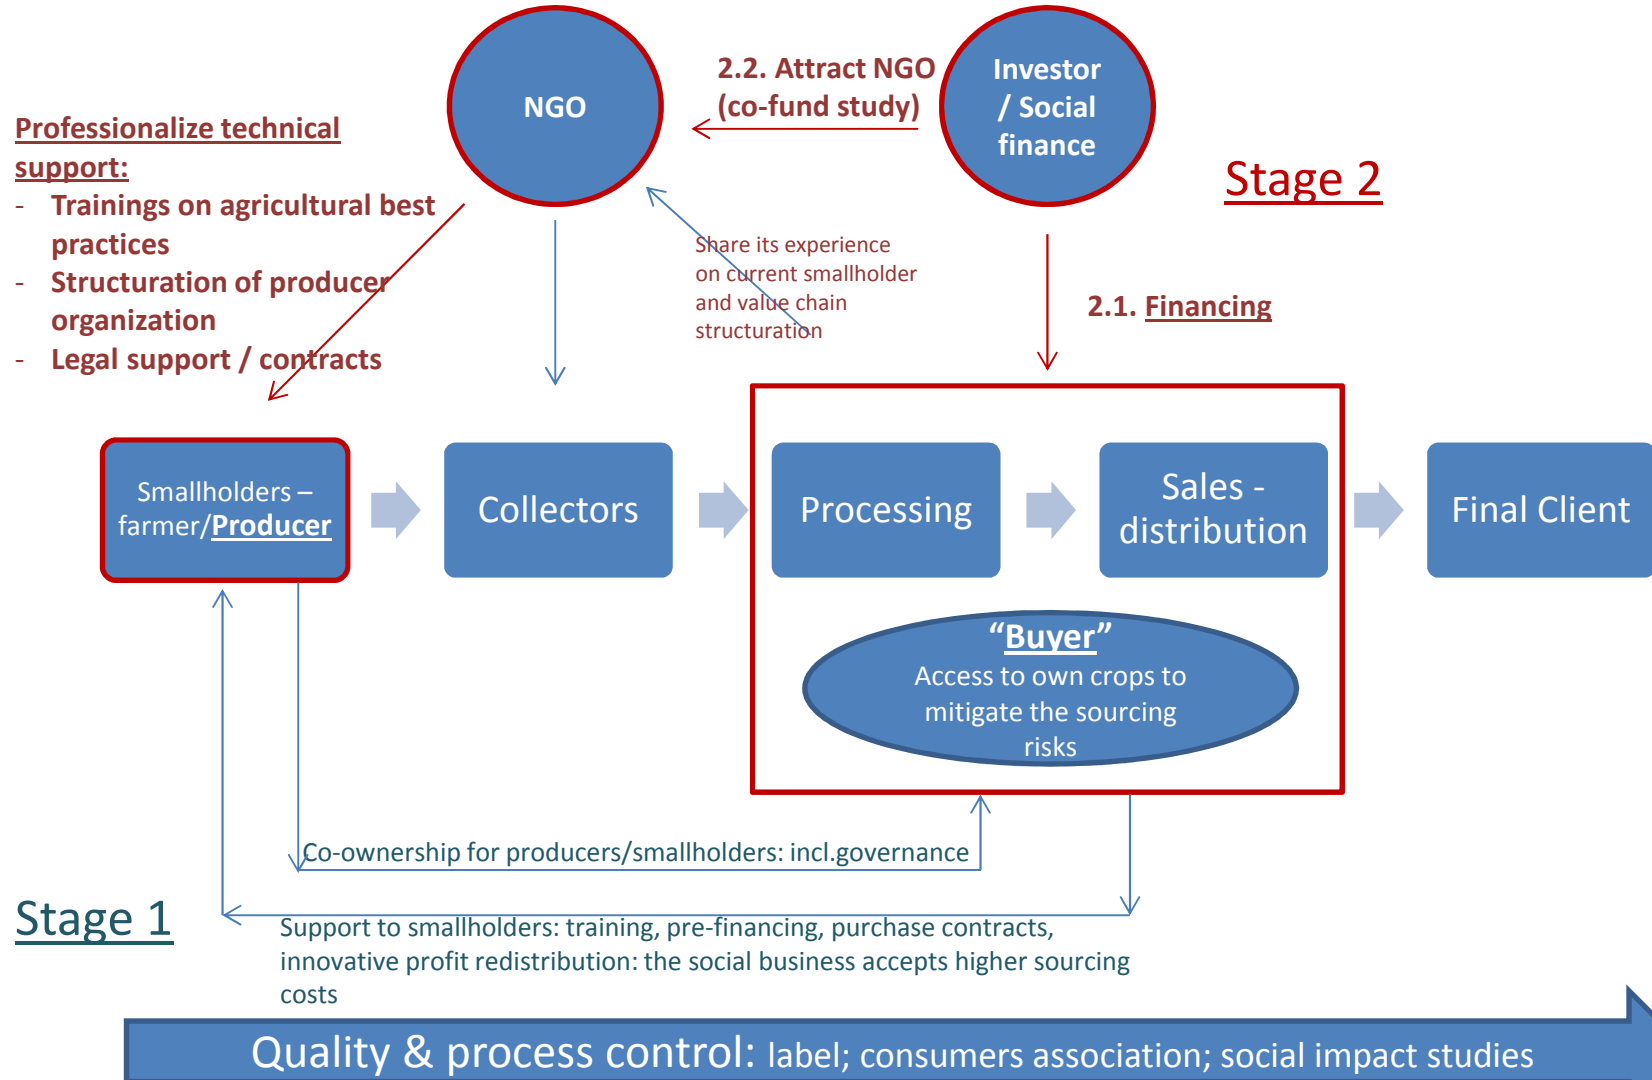 NGO
2.2. Attract NGO
(co-fund study)
Investor
/ Social
finance
Professionalize technical
support:
- Trainings on agricultural best
practices
- Structuration of producer
organization
- Legal support / contracts
Stage 2
Share its experience
on current smallholder
and value chain
structuration
2.1. Financing
Smallholders –
farmer/Producer
Collectors
Processing
Sales -
distribution
Final Client
“Buyer”
Access to own crops to
mitigate the sourcing
risks
Co-ownership for producers/smallholders: incl.governance
Stage 1
Support to smallholders: training, pre-financing, purchase contracts,
innovative profit redistribution: the social business accepts higher sourcing
costs
Quality & process control: label; consumers association; social impact studies